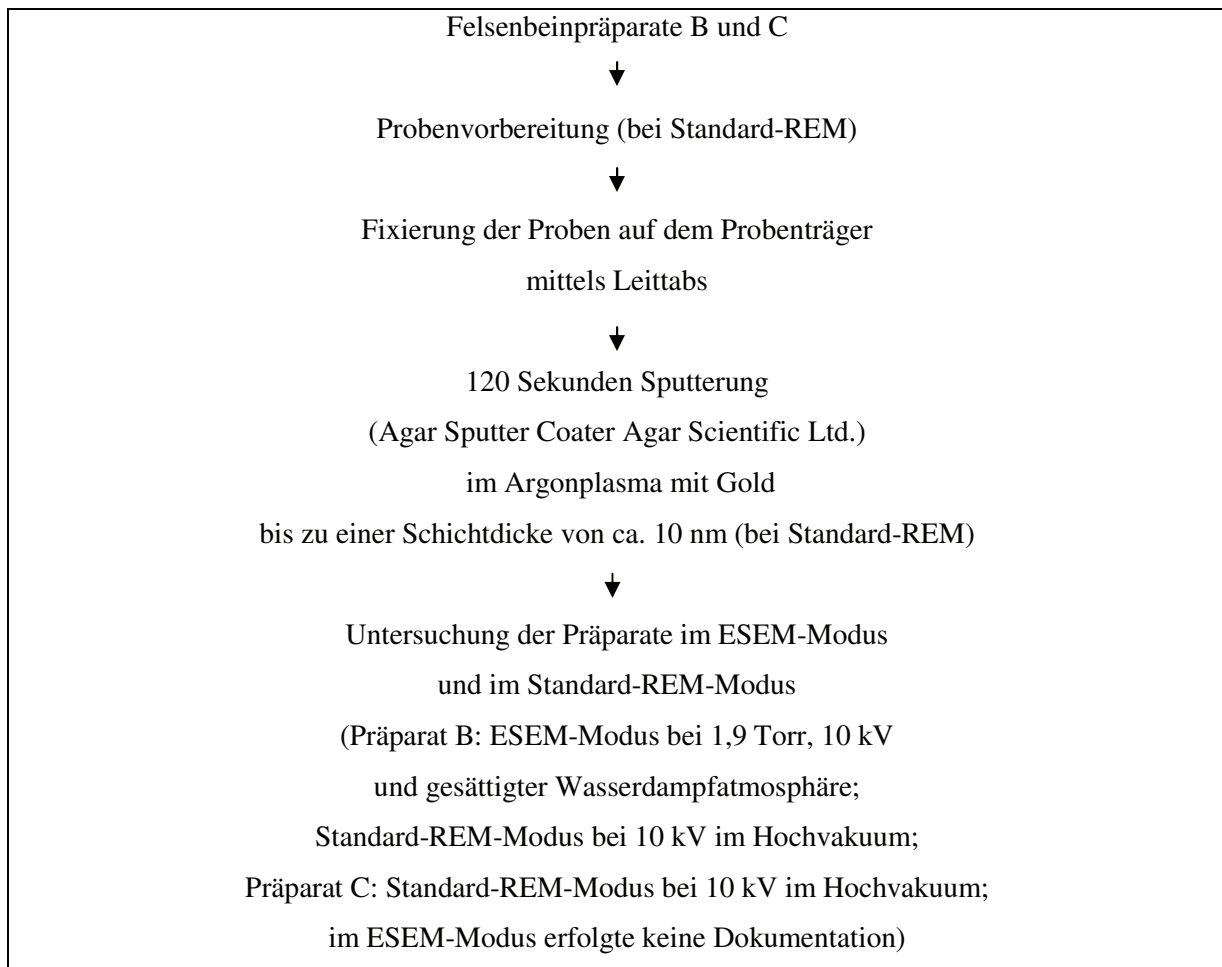 Felsenbeinpräparate B und C
Probenvorbereitung (bei Standard-REM)
Fixierung der Proben auf dem Probenträger
mittels Leittabs
120 Sekunden Sputterung
(Agar Sputter Coater Agar Scientific Ltd.)
im Argonplasma mit Gold
bis zu einer Schichtdicke von ca. 10 nm (bei Standard-REM)
Untersuchung der Präparate im ESEM-Modus
und im Standard-REM-Modus
(Präparat B: ESEM-Modus bei 1,9 Torr, 10 kV
und gesättigter Wasserdampfatmosphäre;
Standard-REM-Modus bei 10 kV im Hochvakuum;
Präparat C: Standard-REM-Modus bei 10 kV im Hochvakuum;
im ESEM-Modus erfolgte keine Dokumentation)